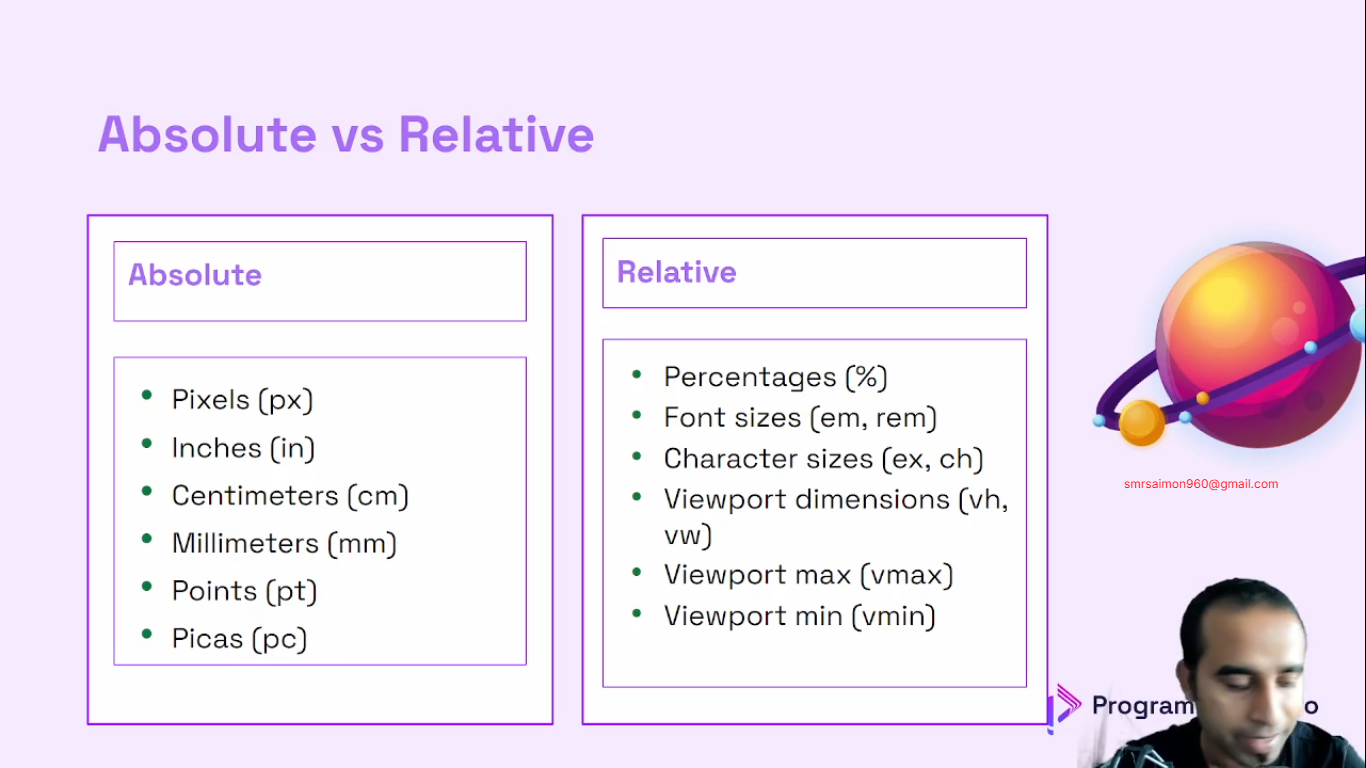 Absolute vs Relative
Absolute
Pixels (px)
Inches (in)
Centimeters (cm)
Millimeters (mm)
Points (pt)
Picas (pc)
Relative
Percentages (%)
Font sizes (em, rem)
Character sizes (ex, ch)
Viewport dimensions (vh,
vw)
Viewport max (vmax)
Viewport min (vmin)
smrsaimon960@gmail.com